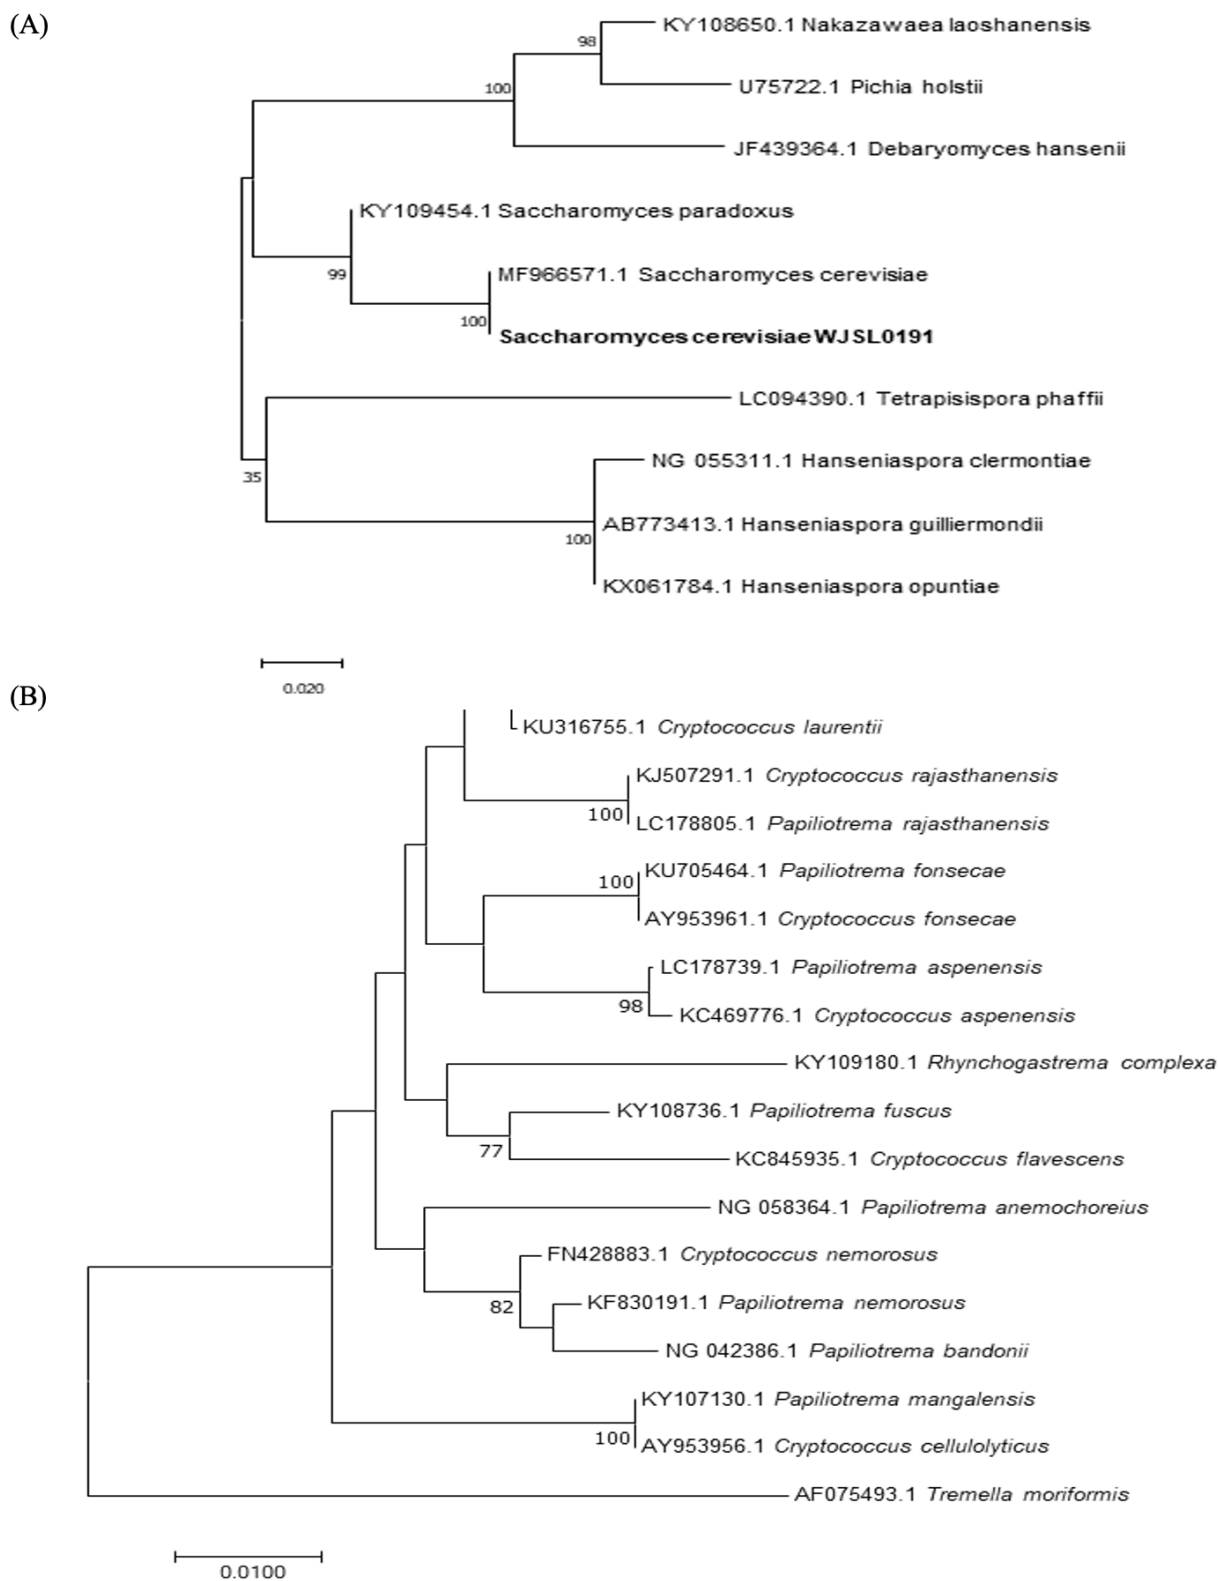 (A)
KY108650.1 Nakazawaea laoshanensis
98
U75722.1 Pichia holstii
100
JF439364.1 Debaryomyces hansenii
KY109454.1 Saccharomyces paradoxus
99
MF966571.1 Saccharomyces cerevisiae
100
Saccharomyces cerevisiae WJSL0191
LC094390.1 Tetrapisispora phaffii
NG 055311.1 Hanseniaspora clermontiae
35
AB773413.1 Hanseniaspora guilliermondii
100
KX061784.1 Hanseniaspora opuntiae
0.020
(B)
KU316755.1 Cryptococcus laurentii
KJ507291.1 Cryptococcus rajasthanensis
100
LC178805.1 Papiliotrema rajasthanensis
KU705464.1 Papiliotrema fonsecae
100
AY953961.1 Cryptococcus fonsecae
LC178739.1 Papiliotrema aspenensis
98
KC469776.1 Cryptococcus aspenensis
KY109180.1 Rhynchogastrema complexa
KY108736.1 Papiliotrema fuscus
77
KC845935.1 Cryptococcus flavescens
NG 058364.1 Papiliotrema anemochoreius
FN428883.1 Cryptococcus nemorosus
82
KF830191.1 Papiliotrema nemorosus
NG 042386.1 Papiliotrema bandonii
KY107130.1 Papiliotrema mangalensis
100
AY953956.1 Cryptococcus cellulolyticus
AF075493.1 Tremella moriformis
0.0100